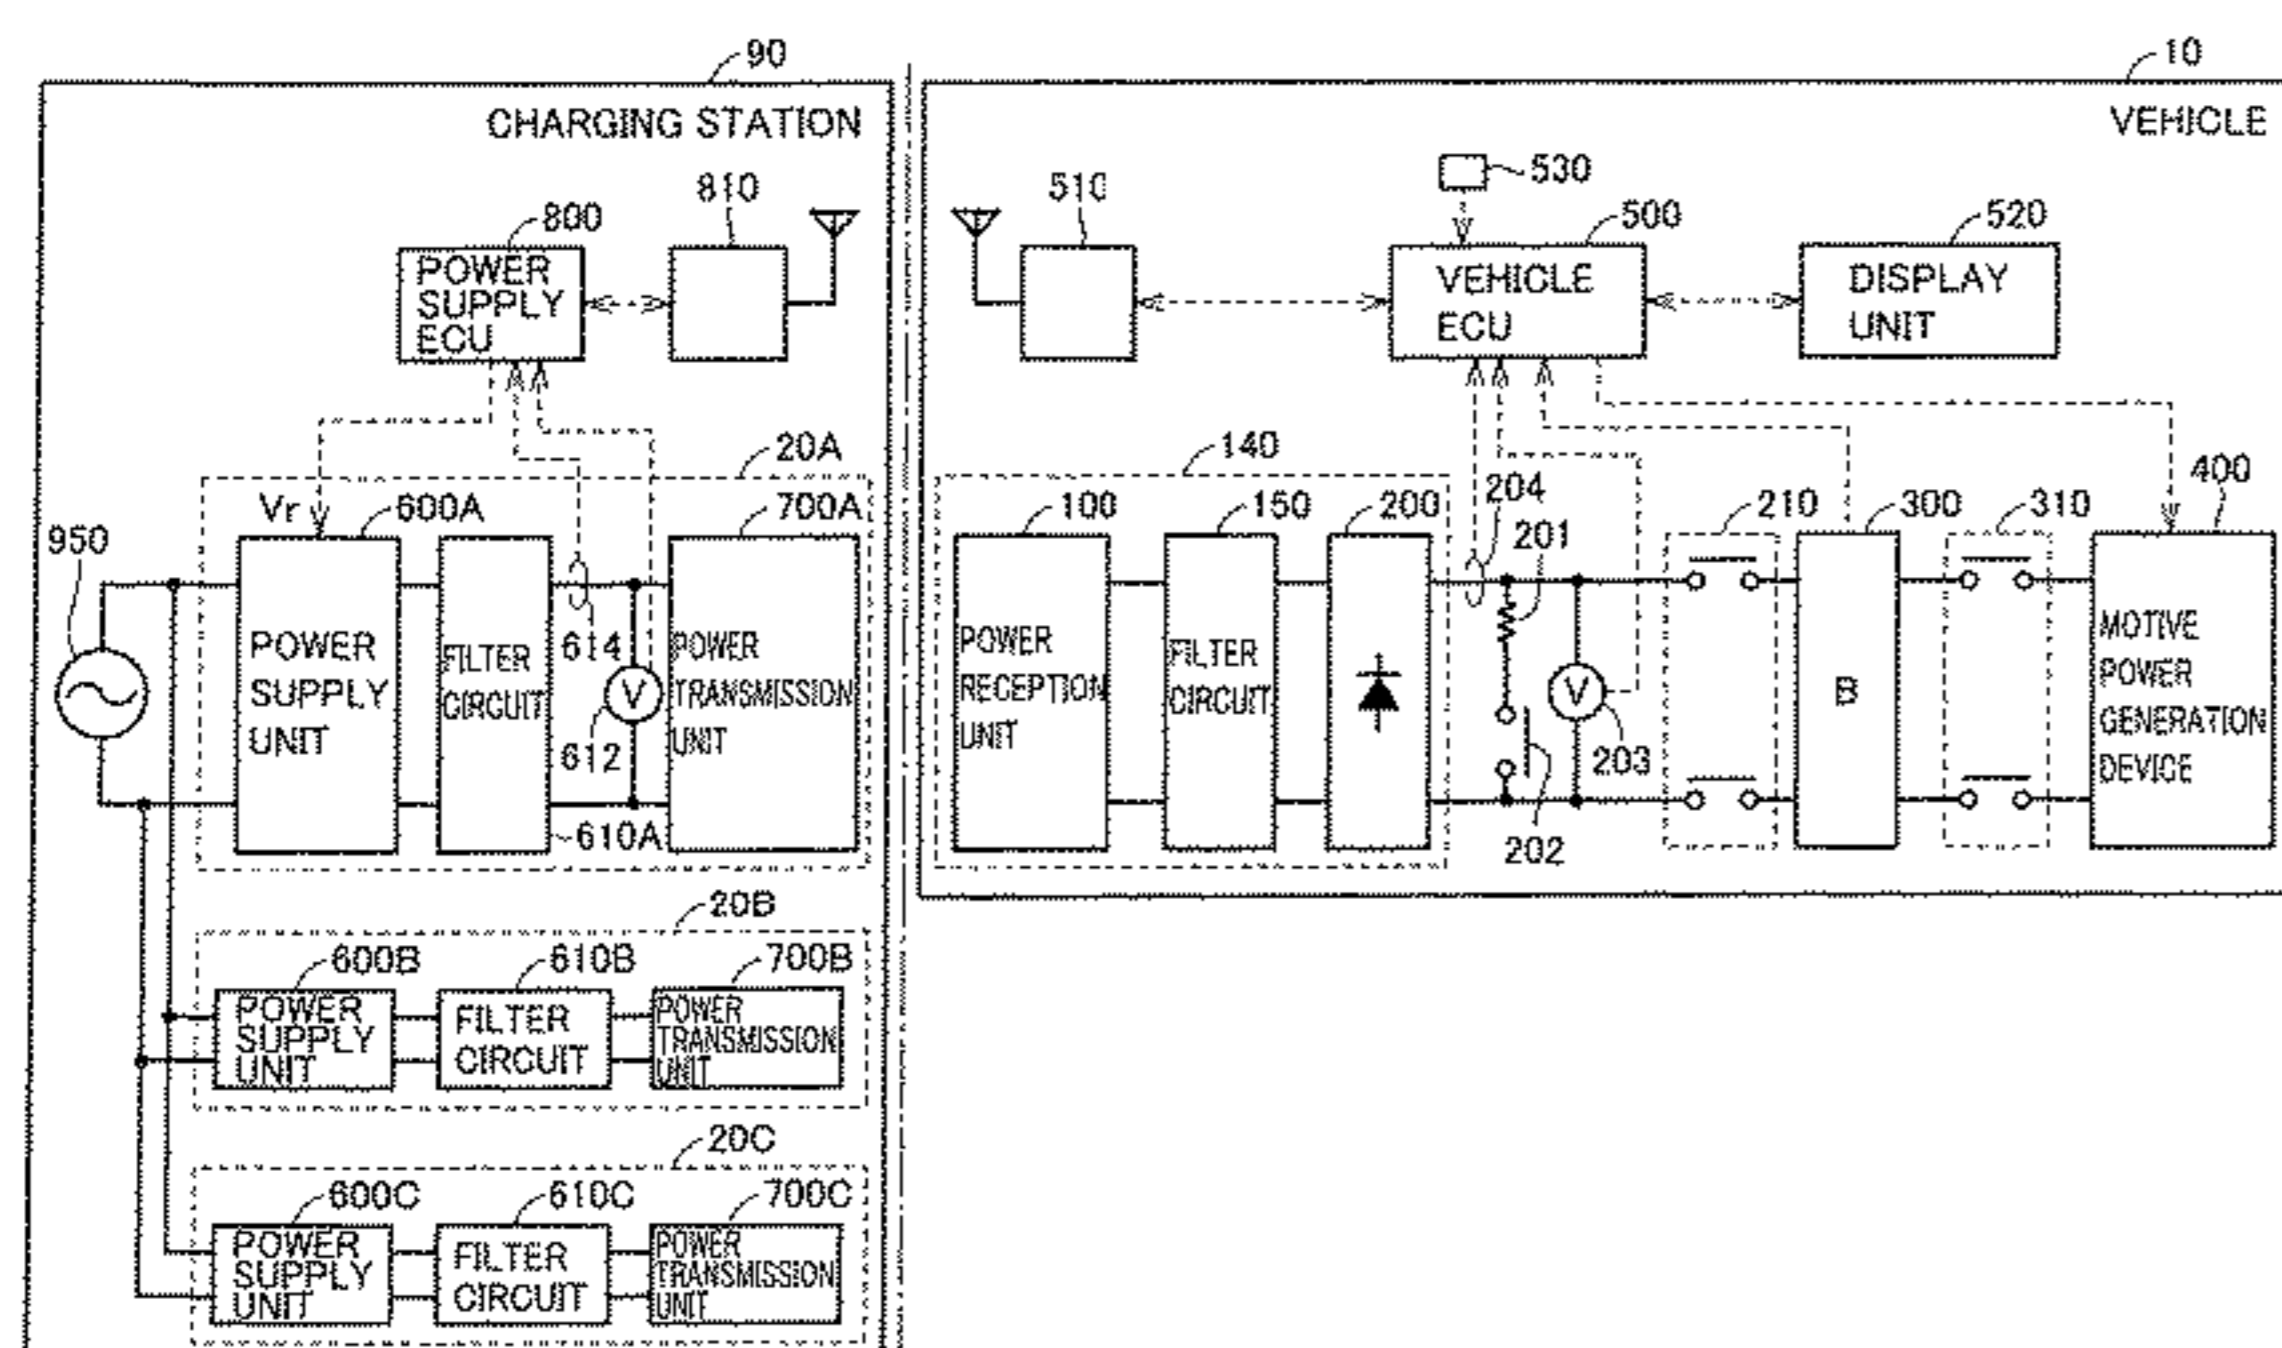 90
10
CHARGING STATION
VEHICLE
810
510
530
800
500
520
POWER
SUPPLY
ECU
VEHICLE
ECU
DISPLAY
UNIT
20A
140
Vr
600A
700A
950
100
150
200
204
201
210
300
310
400
POWER
SUPPLY
UNIT
FILTER
CIRCUIT
614
V
612
610A
POWER
TRANSMISSION
UNIT
POWER
RECEPTION
UNIT
FILTER
CIRCUIT
V
203
202
B
MOTIVE
POWER
GENERATION
DEVICE
20B
600B
610B
700B
POWER
SUPPLY
UNIT
FILTER
CIRCUIT
POWER
TRANSMISSION
UNIT
20C
600C
610C
700C
POWER
SUPPLY
UNIT
FILTER
CIRCUIT
POWER
TRANSMISSION
UNIT